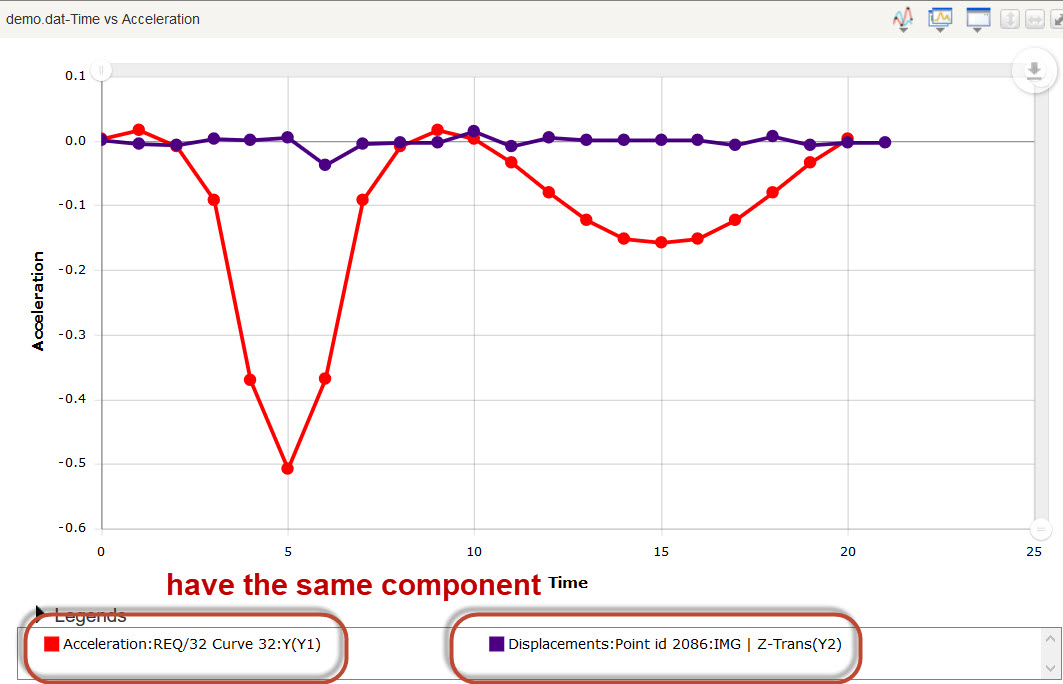 demo.dat-Time vs Acceleration
0.1
0.0
-0.1
-0.2
-0.3
-0.4
-0.5
-0.6
Acceleration
0 5 10 15 20 25
have the same component Time
Legends
Acceleration:REQ/32 Curve 32:Y(Y1) Displacements:Point id 2086:IMG | Z-Trans(Y2)